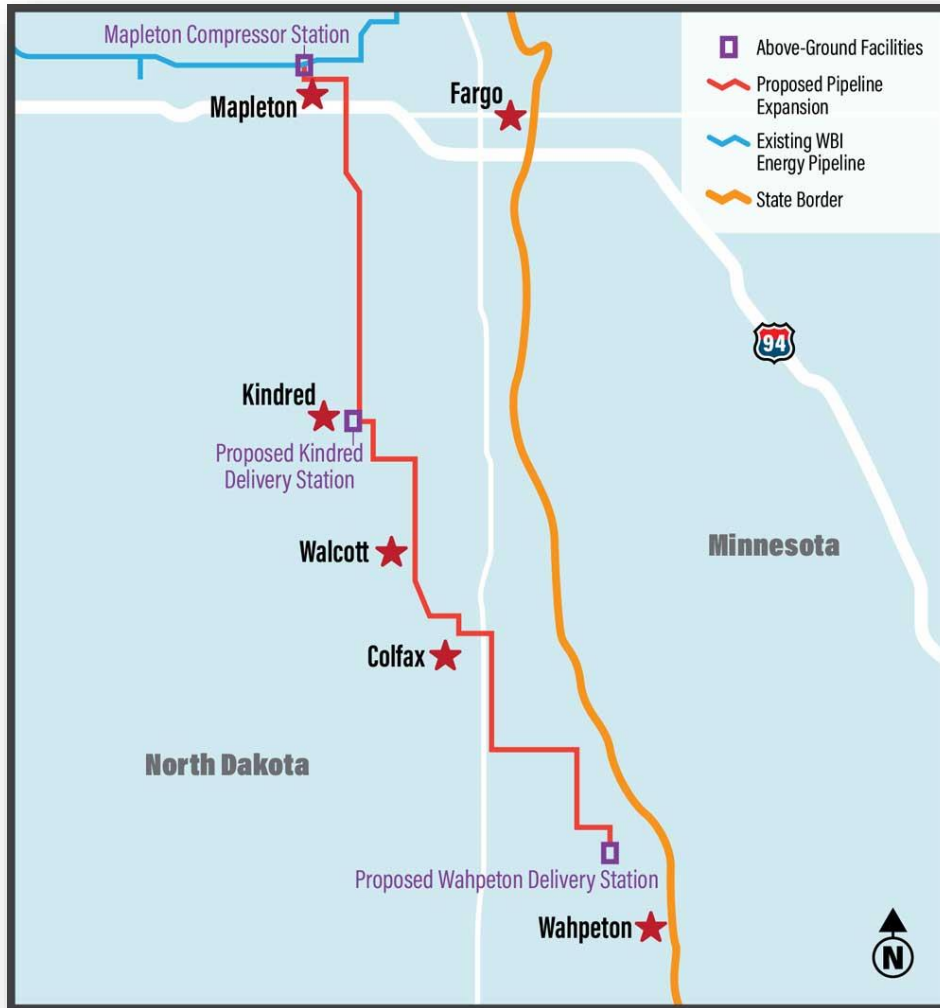 Mapleton Compressor Station
Mapleton
Fargo
Above-Ground Facilities
Proposed Pipeline
Expansion
Existing WBI
Energy Pipeline
State Border
94
Kindred
Proposed Kindred
Delivery Station
Walcott
Minnesota
Colfax
North Dakota
Proposed Wahpeton Delivery Station
Wahpeton
N